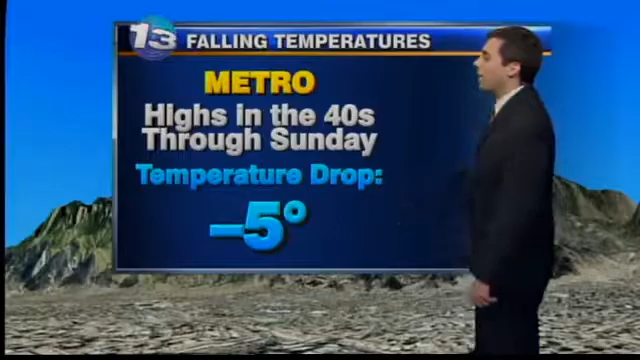 13 FALLING TEMPERATURES
METRO
Highs in the 40s
Through Sunday
Temperature Drop:
-5°